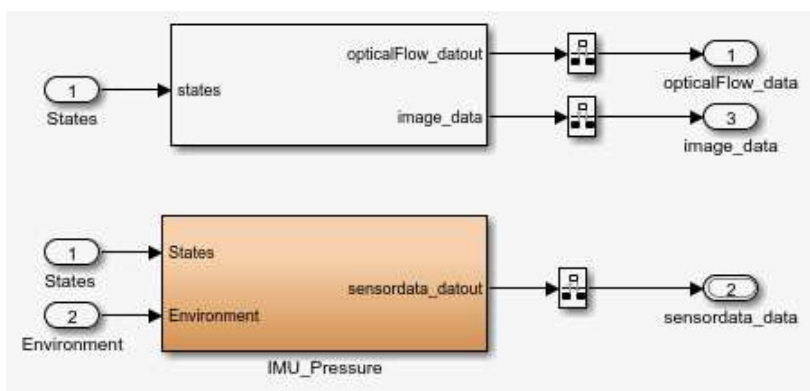 opticalFlow_datout
1
opticalFlow_data
1
States
states
image_data
3
image_data
1
States
States
sensordata_datout
2
sensordata_data
2
Environment
Environment
IMU_Pressure